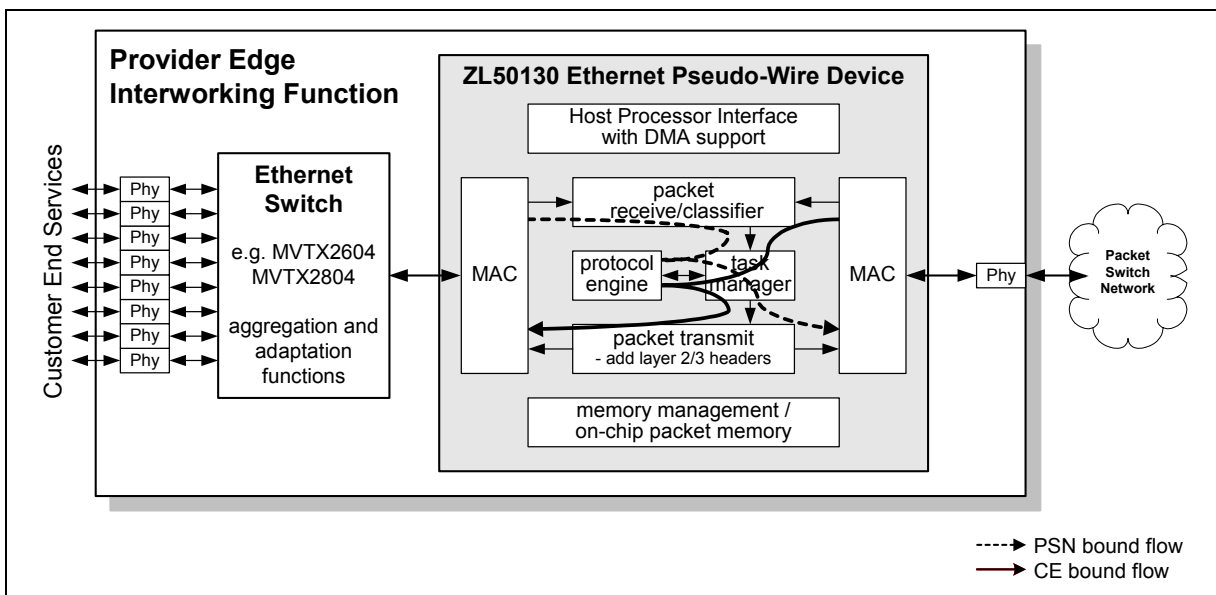 Provider Edge
Interworking Function
ZL50130 Ethernet Pseudo-Wire Device
Host Processor Interface
with DMA support
Customer End Services
Phy
Phy
Phy
Phy
Phy
Phy
Phy
Phy
Ethernet
Switch
e.g. MVTX2604
MVTX2804
aggregation and
adaptation
functions
MAC
packet
receive/classifier
protocol
engine
task
manager
packet transmit
- add layer 2/3 headers
memory management /
on-chip packet memory
MAC
Phy
Packet
Switch
Network
PSN bound flow
CE bound flow